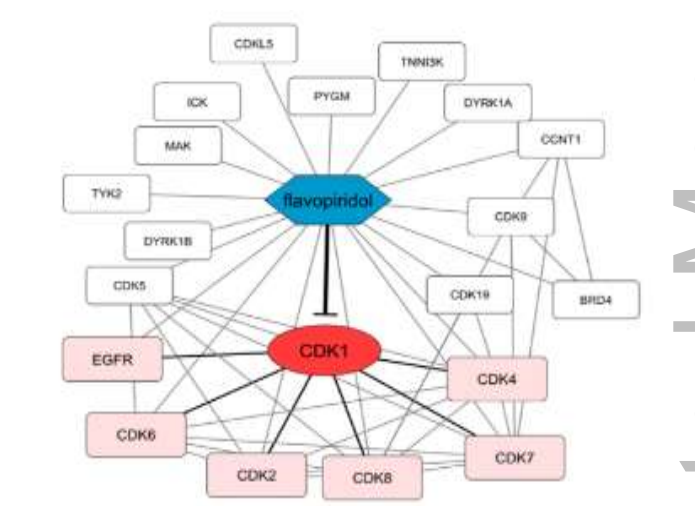 CDKL5
TNNI3K
PYGM
ICK
DYRK1A
CCNT1
MAK
TYK2
flavopiridol
CDK9
DYRK1B
CDK5
CDK19
BRD4
CDK1
EGFR
CDK4
CDK6
CDK7
CDK2
CDK8